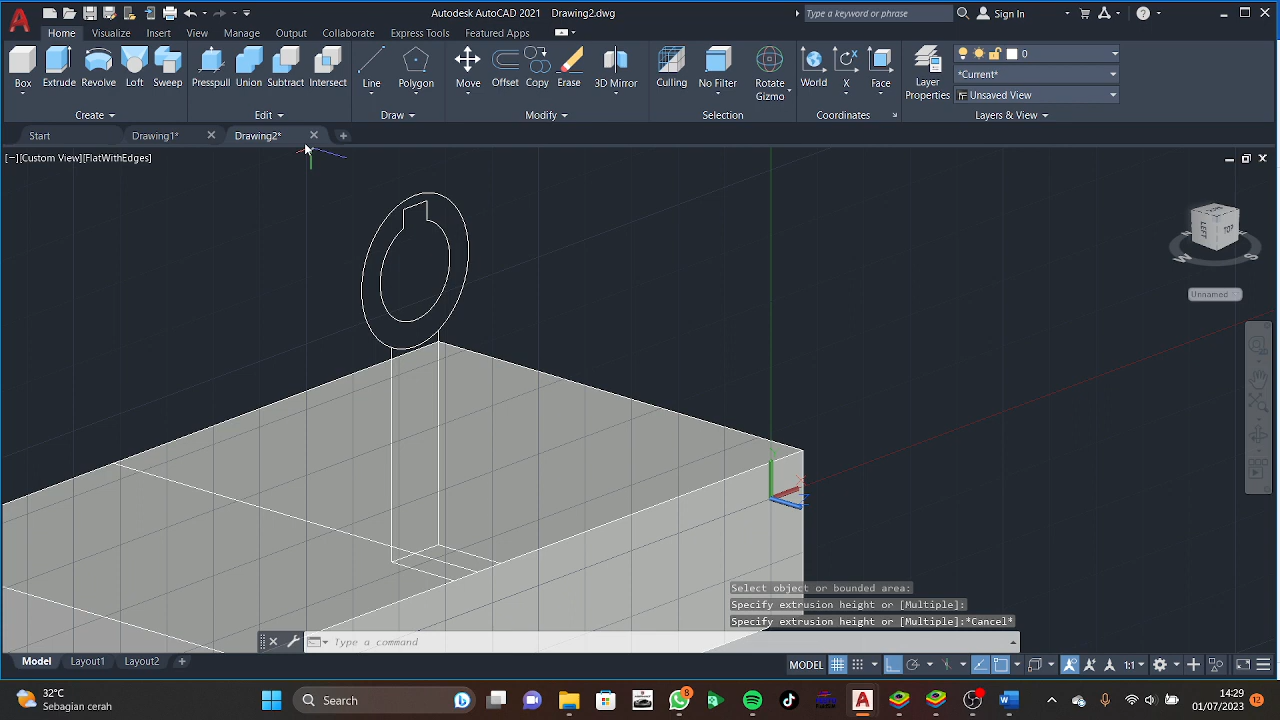 Autodesk AutoCAD 2021 Drawing2.dwg
Type a keyword or phrase
Sign In
Home Visualize Insert View Manage Output Collaborate Express Tools Featured Apps
Box Extrude Revolve Loft Sweep
Presspull Union Subtract Intersect
Line Polygon
Move Offset Copy Erase 3D Mirror
Culling No Filter Rotate Gizmo
World X Face
Layer Properties
0
*Current*
Unsaved View
Create Edit Draw Modify Selection Coordinates Layers & View
Start Drawing1* Drawing2*
[−][Custom View][FlatWithEdges]
LEFT TOP
W S
Unnamed
X
Y
Z
Select object or bounded area:
Specify extrusion height or [Multiple]:
Specify extrusion height or [Multiple]:*Cancel*
Type a command
Model Layout1 Layout2
MODEL 1:1
32°C
Sebagian cerah
Search
8
14:29
01/07/2023
12